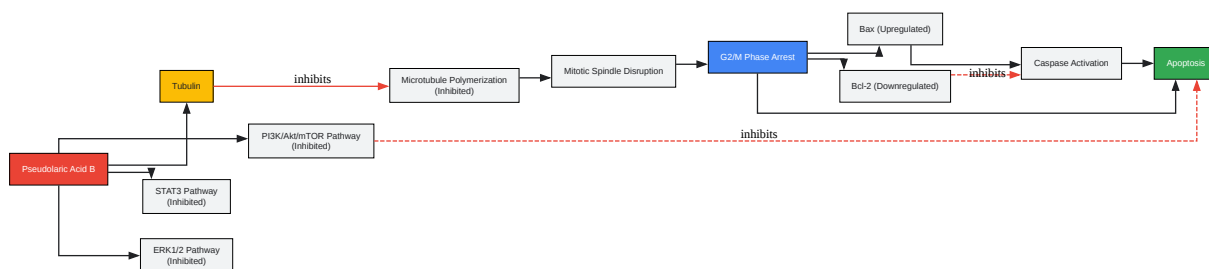 Bax (Upregulated)
G2/M Phase Arrest
inhibits
Caspase Activation
Apoptosis
Mitotic Spindle Disruption
inhibits
Microtubule Polymerization
(Inhibited)
Tubulin
Bcl-2 (Downregulated)
PI3K/Akt/mTOR Pathway
(Inhibited)
inhibits
Pseudolaric Acid B
STAT3 Pathway
(Inhibited)
ERK1/2 Pathway
(Inhibited)